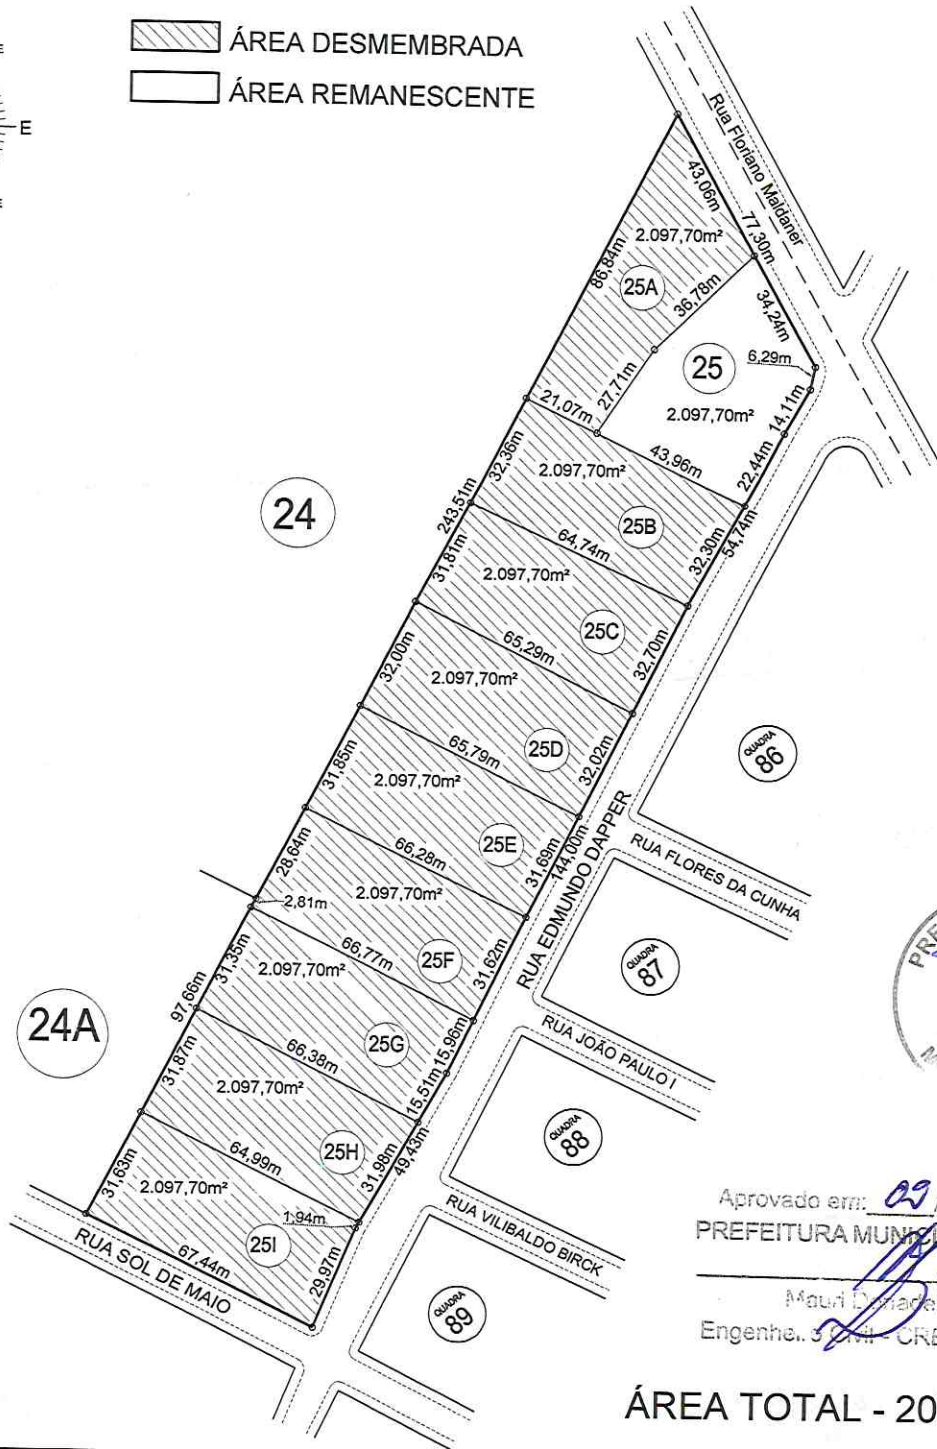 ÁREA DESMEMBRADA
ÁREA REMANESCENTE
E
E
E
Rua Floriano Maldaner
43,06m
77,30m
2.097,70m²
86,84m
25A
36,78m
34,24m
6,29m
25
27,71m
14,11m
21,07m
2.097,70m²
43,96m
22,44m
32,36m
2.097,70m²
24
243,51m
25B
54,74m
64,74m
32,30m
31,81m
2.097,70m²
25C
65,29m
32,70m
32,00m
2.097,70m²
25D
65,79m
32,02m
QUADRA
86
31,85m
2.097,70m²
25E
66,28m
31,69m
144,00m
RUA EDMUNDO DAPPER
RUA FLORES DA CUNHA
28,64m
2.097,70m²
2,81m
25F
66,77m
31,62m
QUADRA
87
PRE
31,35m
2.097,70m²
97,66m
24A
25G
66,38m
15,96m
RUA JOÃO PAULO I
31,87m
2.097,70m²
15,51m
49,43m
25H
64,99m
31,98m
QUADRA
88
31,63m
2.097,70m²
1,94m
25I
67,44m
29,97m
RUA SOL DE MAIO
RUA VILIBALDO BIRCK
QUADRA
89
Aprovado em: 09
PREFEITURA MUNICI
Mauri
Civil - CRE
ÁREA TOTAL - 20